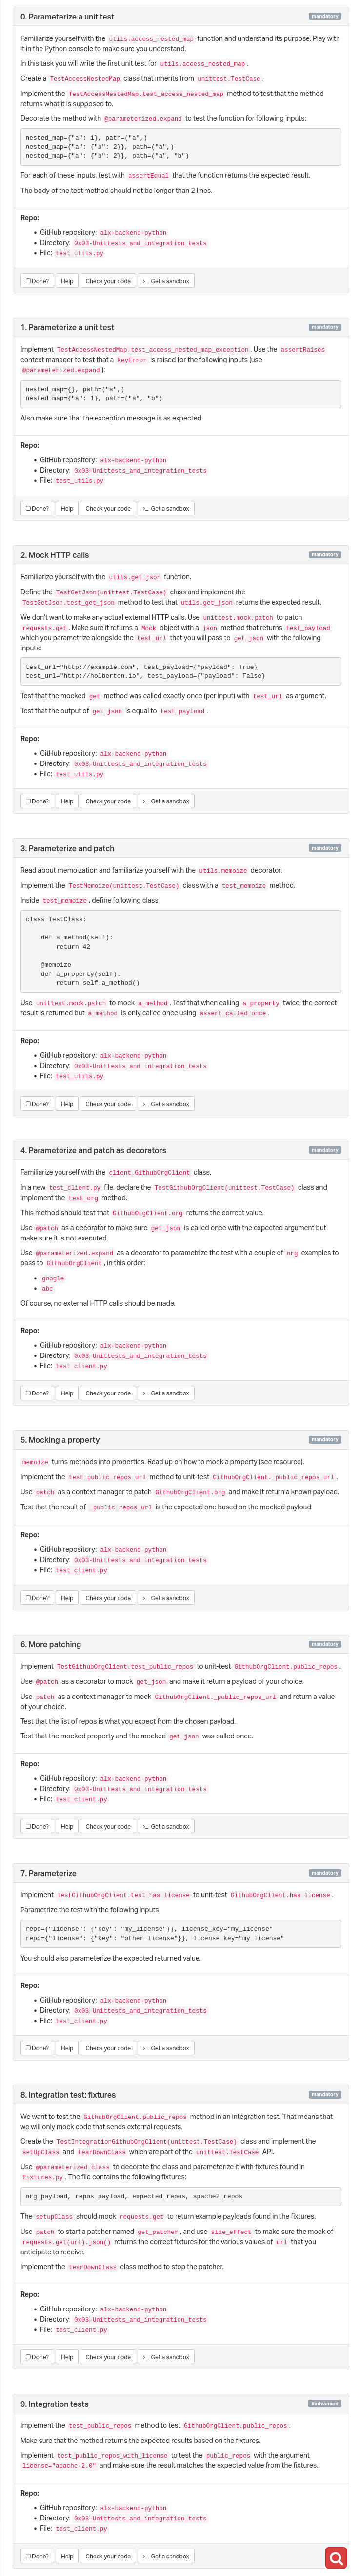 0. Parameterize a unit test
mandatory
Familiarize yourself with the utils.access_nested_map function and understand its purpose. Play with
it in the Python console to make sure you understand.
In this task you will write the first unit test for utils.access_nested_map.
Create a TestAccessNestedMap class that inherits from unittest.TestCase.
Implement the TestAccessNestedMap.test_access_nested_map method to test that the method
returns what it is supposed to.
Decorate the method with @parameterized.expand to test the function for following inputs:
nested_map={"a": 1}, path=("a",)
nested_map={"a": {"b": 2}}, path=("a",)
nested_map={"a": {"b": 2}}, path=("a", "b")
For each of these inputs, test with assertEqual that the function returns the expected result.
The body of the test method should not be longer than 2 lines.
Repo:
• GitHub repository: alx-backend-python
• Directory: 0x03-Unittests_and_integration_tests
• File: test_utils.py
Done? Help Check your code >_ Get a sandbox
1. Parameterize a unit test
mandatory
Implement TestAccessNestedMap.test_access_nested_map_exception. Use the assertRaises
context manager to test that a KeyError is raised for the following inputs (use
@parameterized.expand):
nested_map={}, path=("a",)
nested_map={"a": 1}, path=("a", "b")
Also make sure that the exception message is as expected.
Repo:
• GitHub repository: alx-backend-python
• Directory: 0x03-Unittests_and_integration_tests
• File: test_utils.py
Done? Help Check your code >_ Get a sandbox
2. Mock HTTP calls
mandatory
Familiarize yourself with the utils.get_json function.
Define the TestGetJson(unittest.TestCase) class and implement the
TestGetJson.test_get_json method to test that utils.get_json returns the expected result.
We don't want to make any actual external HTTP calls. Use unittest.mock.patch to patch
requests.get. Make sure it returns a Mock object with a json method that returns test_payload
which you parametrize alongside the test_url that you will pass to get_json with the following
inputs:
test_url="http://example.com", test_payload={"payload": True}
test_url="http://holberton.io", test_payload={"payload": False}
Test that the mocked get method was called exactly once (per input) with test_url as argument.
Test that the output of get_json is equal to test_payload.
Repo:
• GitHub repository: alx-backend-python
• Directory: 0x03-Unittests_and_integration_tests
• File: test_utils.py
Done? Help Check your code >_ Get a sandbox
3. Parameterize and patch
mandatory
Read about memoization and familiarize yourself with the utils.memoize decorator.
Implement the TestMemoize(unittest.TestCase) class with a test_memoize method.
Inside test_memoize, define following class
class TestClass:
def a_method(self):
return 42
@memoize
def a_property(self):
return self.a_method()
Use unittest.mock.patch to mock a_method. Test that when calling a_property twice, the correct
result is returned but a_method is only called once using assert_called_once.
Repo:
• GitHub repository: alx-backend-python
• Directory: 0x03-Unittests_and_integration_tests
• File: test_utils.py
Done? Help Check your code >_ Get a sandbox
4. Parameterize and patch as decorators
mandatory
Familiarize yourself with the client.GithubOrgClient class.
In a new test_client.py file, declare the TestGithubOrgClient(unittest.TestCase) class and
implement the test_org method.
This method should test that GithubOrgClient.org returns the correct value.
Use @patch as a decorator to make sure get_json is called once with the expected argument but
make sure it is not executed.
Use @parameterized.expand as a decorator to parametrize the test with a couple of org examples to
pass to GithubOrgClient, in this order:
• google
• abc
Of course, no external HTTP calls should be made.
Repo:
• GitHub repository: alx-backend-python
• Directory: 0x03-Unittests_and_integration_tests
• File: test_client.py
Done? Help Check your code >_ Get a sandbox
5. Mocking a property
mandatory
memoize turns methods into properties. Read up on how to mock a property (see resource).
Implement the test_public_repos_url method to unit-test GithubOrgClient._public_repos_url.
Use patch as a context manager to patch GithubOrgClient.org and make it return a known payload.
Test that the result of _public_repos_url is the expected one based on the mocked payload.
Repo:
• GitHub repository: alx-backend-python
• Directory: 0x03-Unittests_and_integration_tests
• File: test_client.py
Done? Help Check your code >_ Get a sandbox
6. More patching
mandatory
Implement TestGithubOrgClient.test_public_repos to unit-test GithubOrgClient.public_repos.
Use @patch as a decorator to mock get_json and make it return a payload of your choice.
Use patch as a context manager to mock GithubOrgClient._public_repos_url and return a value
of your choice.
Test that the list of repos is what you expect from the chosen payload.
Test that the mocked property and the mocked get_json was called once.
Repo:
• GitHub repository: alx-backend-python
• Directory: 0x03-Unittests_and_integration_tests
• File: test_client.py
Done? Help Check your code >_ Get a sandbox
7. Parameterize
mandatory
Implement TestGithubOrgClient.test_has_license to unit-test GithubOrgClient.has_license.
Parametrize the test with the following inputs
repo={"license": {"key": "my_license"}}, license_key="my_license"
repo={"license": {"key": "other_license"}}, license_key="my_license"
You should also parameterize the expected returned value.
Repo:
• GitHub repository: alx-backend-python
• Directory: 0x03-Unittests_and_integration_tests
• File: test_client.py
Done? Help Check your code >_ Get a sandbox
8. Integration test: fixtures
mandatory
We want to test the GithubOrgClient.public_repos method in an integration test. That means that
we will only mock code that sends external requests.
Create the TestIntegrationGithubOrgClient(unittest.TestCase) class and implement the
setUpClass and tearDownClass which are part of the unittest.TestCase API.
Use @parameterized_class to decorate the class and parameterize it with fixtures found in
fixtures.py. The file contains the following fixtures:
org_payload, repos_payload, expected_repos, apache2_repos
The setupClass should mock requests.get to return example payloads found in the fixtures.
Use patch to start a patcher named get_patcher, and use side_effect to make sure the mock of
requests.get(url).json() returns the correct fixtures for the various values of url that you
anticipate to receive.
Implement the tearDownClass class method to stop the patcher.
Repo:
• GitHub repository: alx-backend-python
• Directory: 0x03-Unittests_and_integration_tests
• File: test_client.py
Done? Help Check your code >_ Get a sandbox
9. Integration tests
#advanced
Implement the test_public_repos method to test GithubOrgClient.public_repos.
Make sure that the method returns the expected results based on the fixtures.
Implement test_public_repos_with_license to test the public_repos with the argument
license="apache-2.0" and make sure the result matches the expected value from the fixtures.
Repo:
• GitHub repository: alx-backend-python
• Directory: 0x03-Unittests_and_integration_tests
• File: test_client.py
Done? Help Check your code >_ Get a sandbox